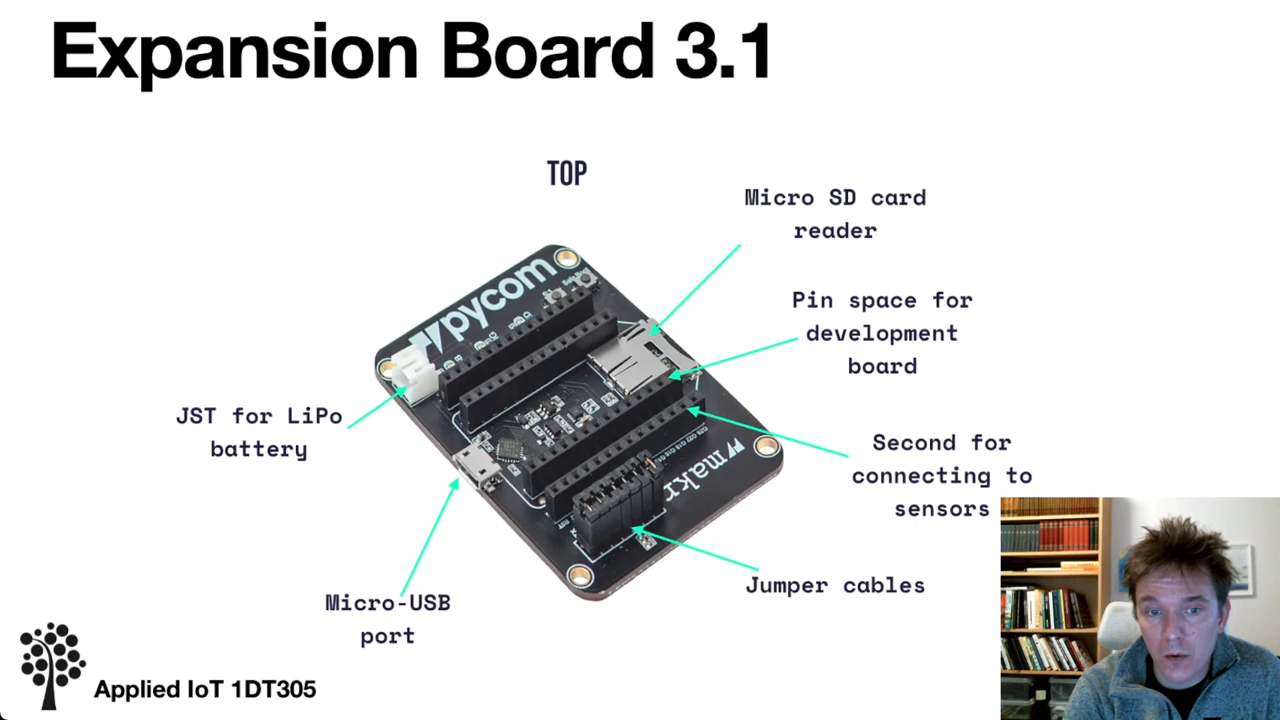 Expansion Board 3.1
TOP
Micro SD card
reader
Pin space for
development
board
pycom
JST for LiPo
battery
Second for
connecting to
sensors
makr
Jumper cables
Micro-USB
port
Applied IoT 1DT305